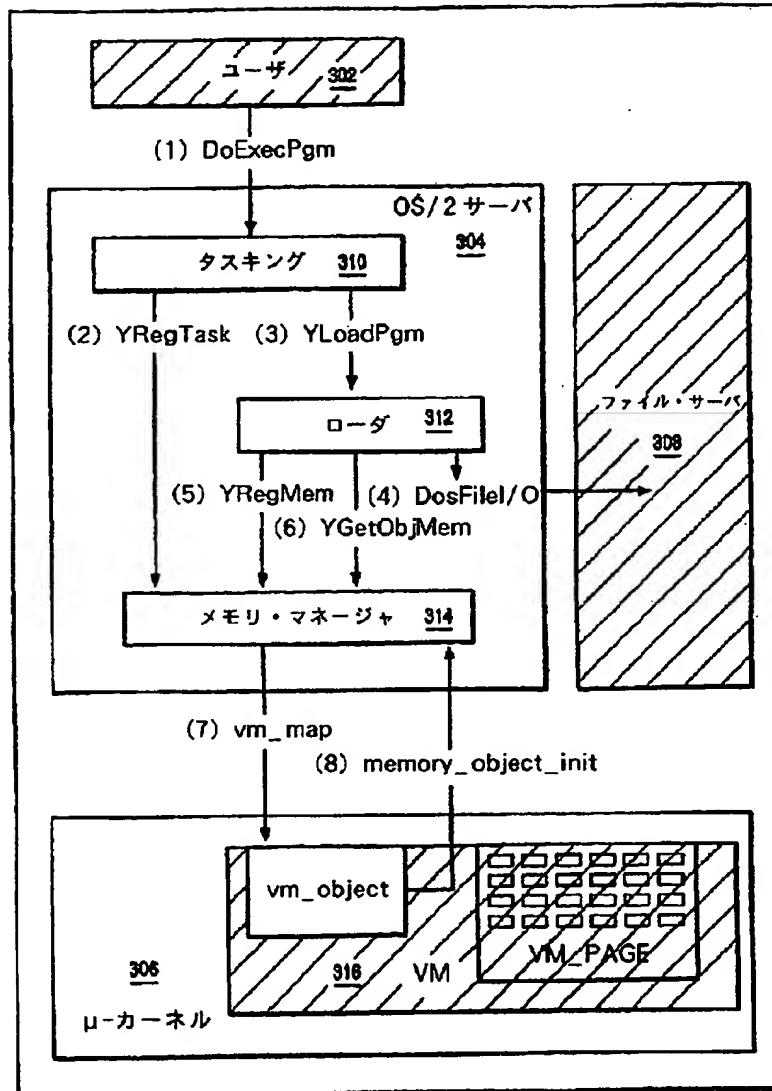 ユーザ 302
(1) DoExecPgm
OS/2 サーバ
304
タスキング 310
(2) YRegTask (3) YLoadPgm
ローダ 312
ファイル・サーバ
308
(5) YRegMem (4) DosFileI/O
(6) YGetObjMem
メモリ・マネージャ 314
(7) vm_map
(8) memory_object_init
vm_object
VM_PAGE
306
316 VM
μ-カーネル